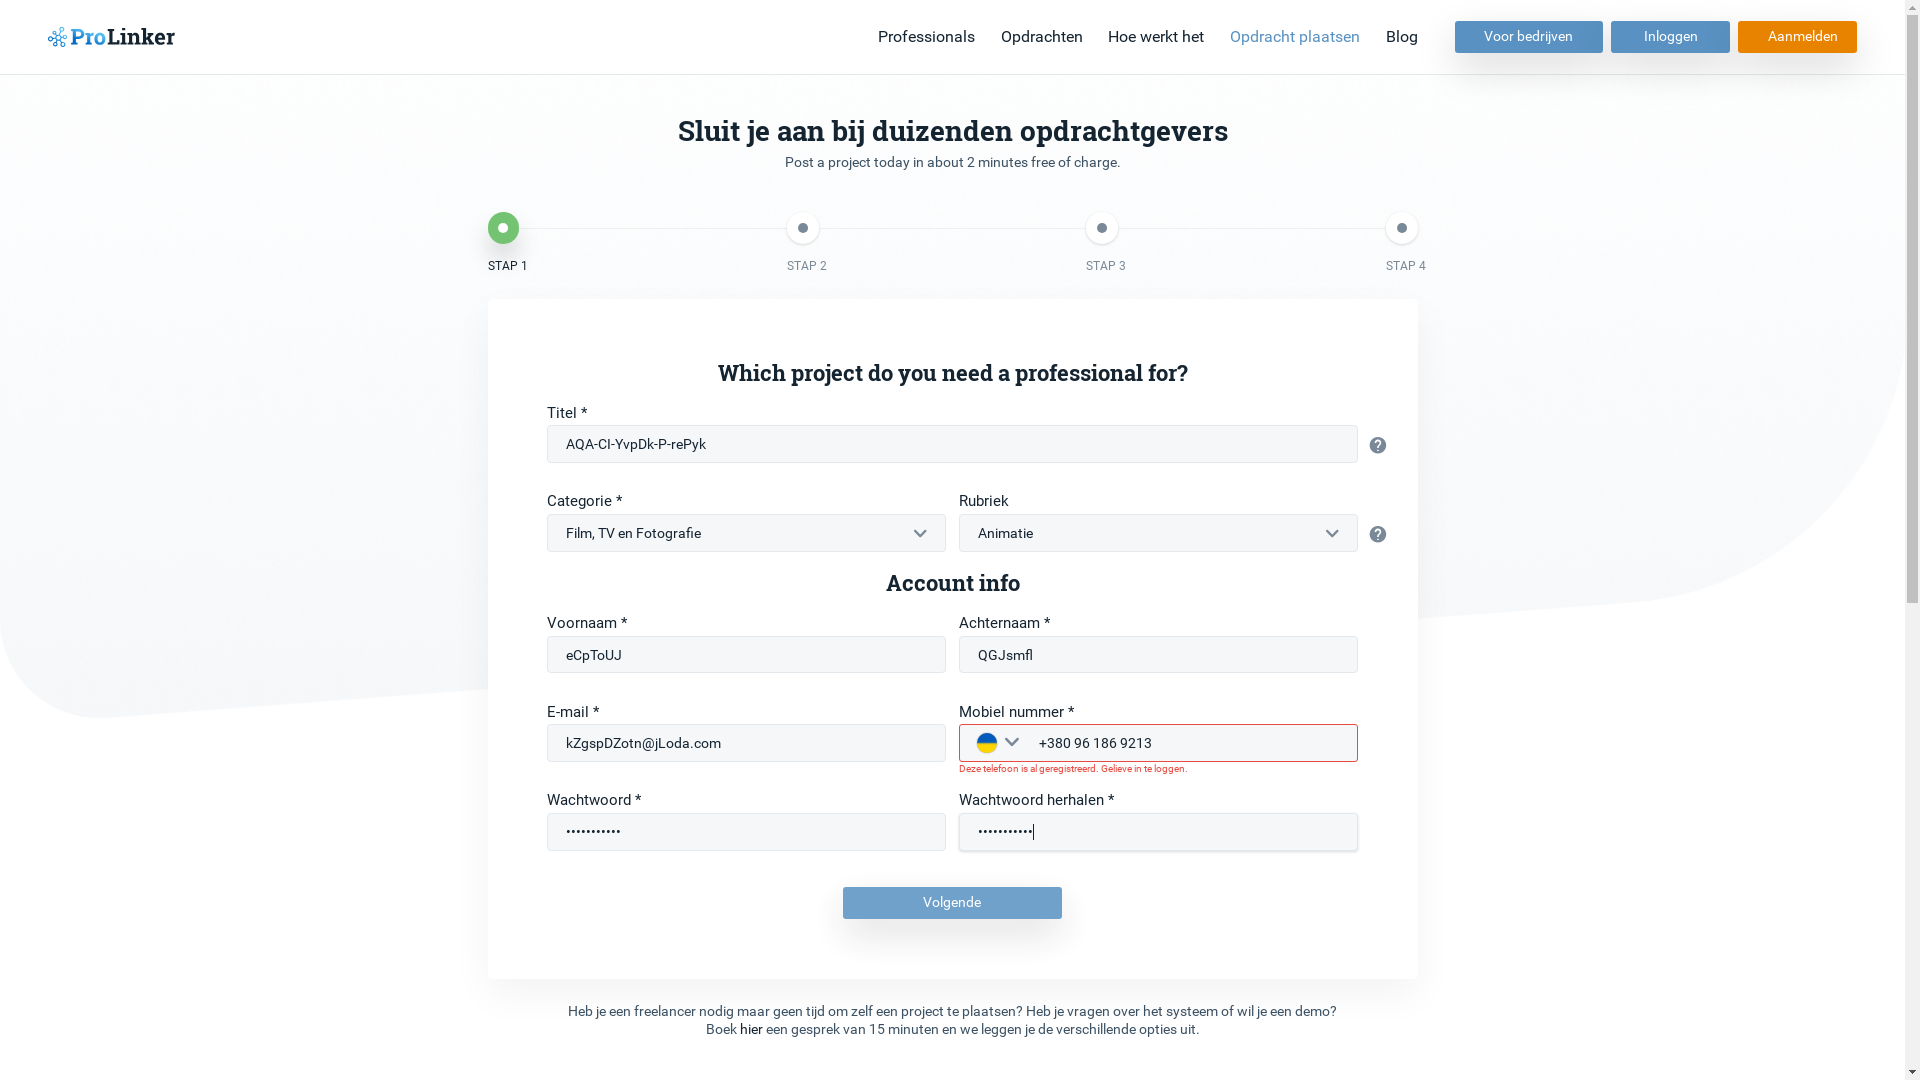 ProLinker
Professionals Opdrachten Hoe werkt het Opdracht plaatsen Blog Voor bedrijven Inloggen Aanmelden
Sluit je aan bij duizenden opdrachtgevers
Post a project today in about 2 minutes free of charge.
STAP 1 STAP 2 STAP 3 STAP 4
Which project do you need a professional for?
Titel *
AQA-CI-YvpDk-P-rePyk
Categorie * Rubriek
Film, TV en Fotografie Animatie
Account info
Voornaam * Achternaam *
eCpToUJ QGJsmfl
E-mail * Mobiel nummer *
kZgspDZotn@jLoda.com +380 96 186 9213
Deze telefoon is al geregistreerd. Gelieve in te loggen.
Wachtwoord * Wachtwoord herhalen *
••••••••••• •••••••••••
Volgende
Heb je een freelancer nodig maar geen tijd om zelf een project te plaatsen? Heb je vragen over het systeem of wil je een demo?
Boek hier een gesprek van 15 minuten en we leggen je de verschillende opties uit.